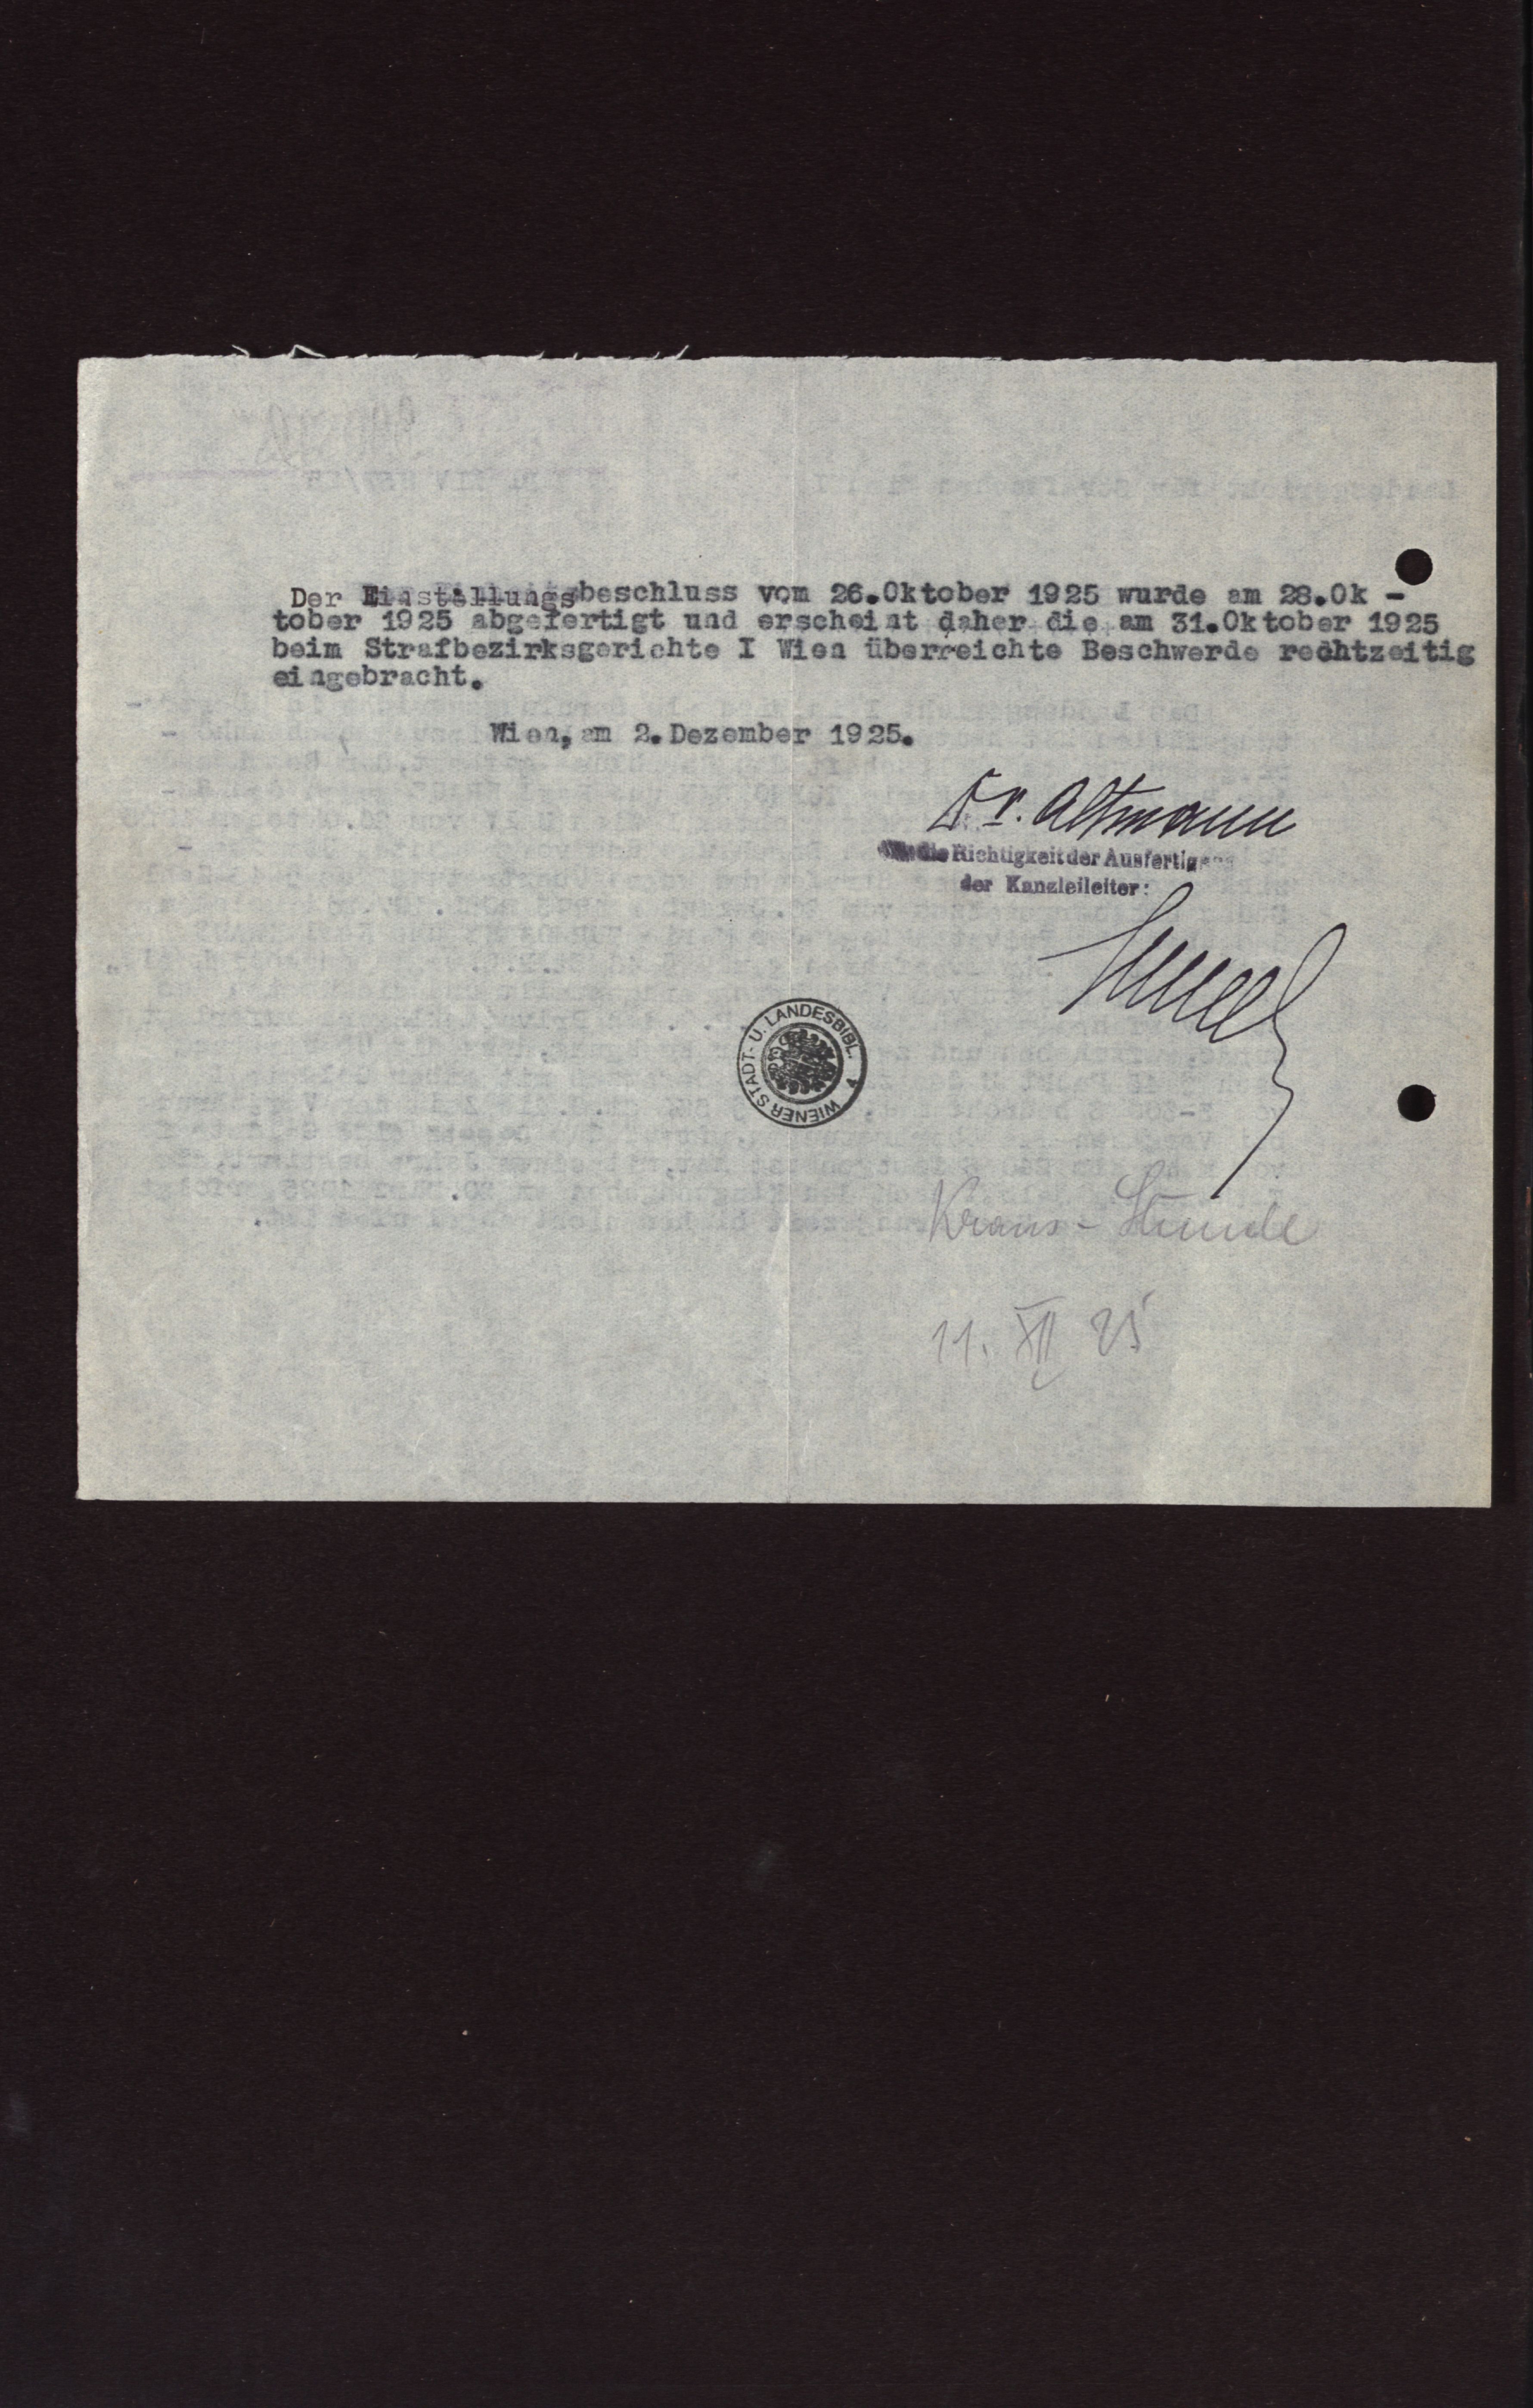 Der Einstellungsbeschluss vom 26.Oktober 1925 wurde am 28.Ok -
tober 1925 abgefertigt und erscheint daher die am 31.Oktober 1925
beim Strafbezirksgerichte I Wien überreichte Beschwerde rechtzeitig
eingebracht.
Wien, am 2.Dezember 1925.
Dr. Altmann
die Richtigkeit der Ausfertigung
der Kanzleileiter:
WIENER STADT- U. LANDESBIBL.
Kraus - Stunde
11. XII 25